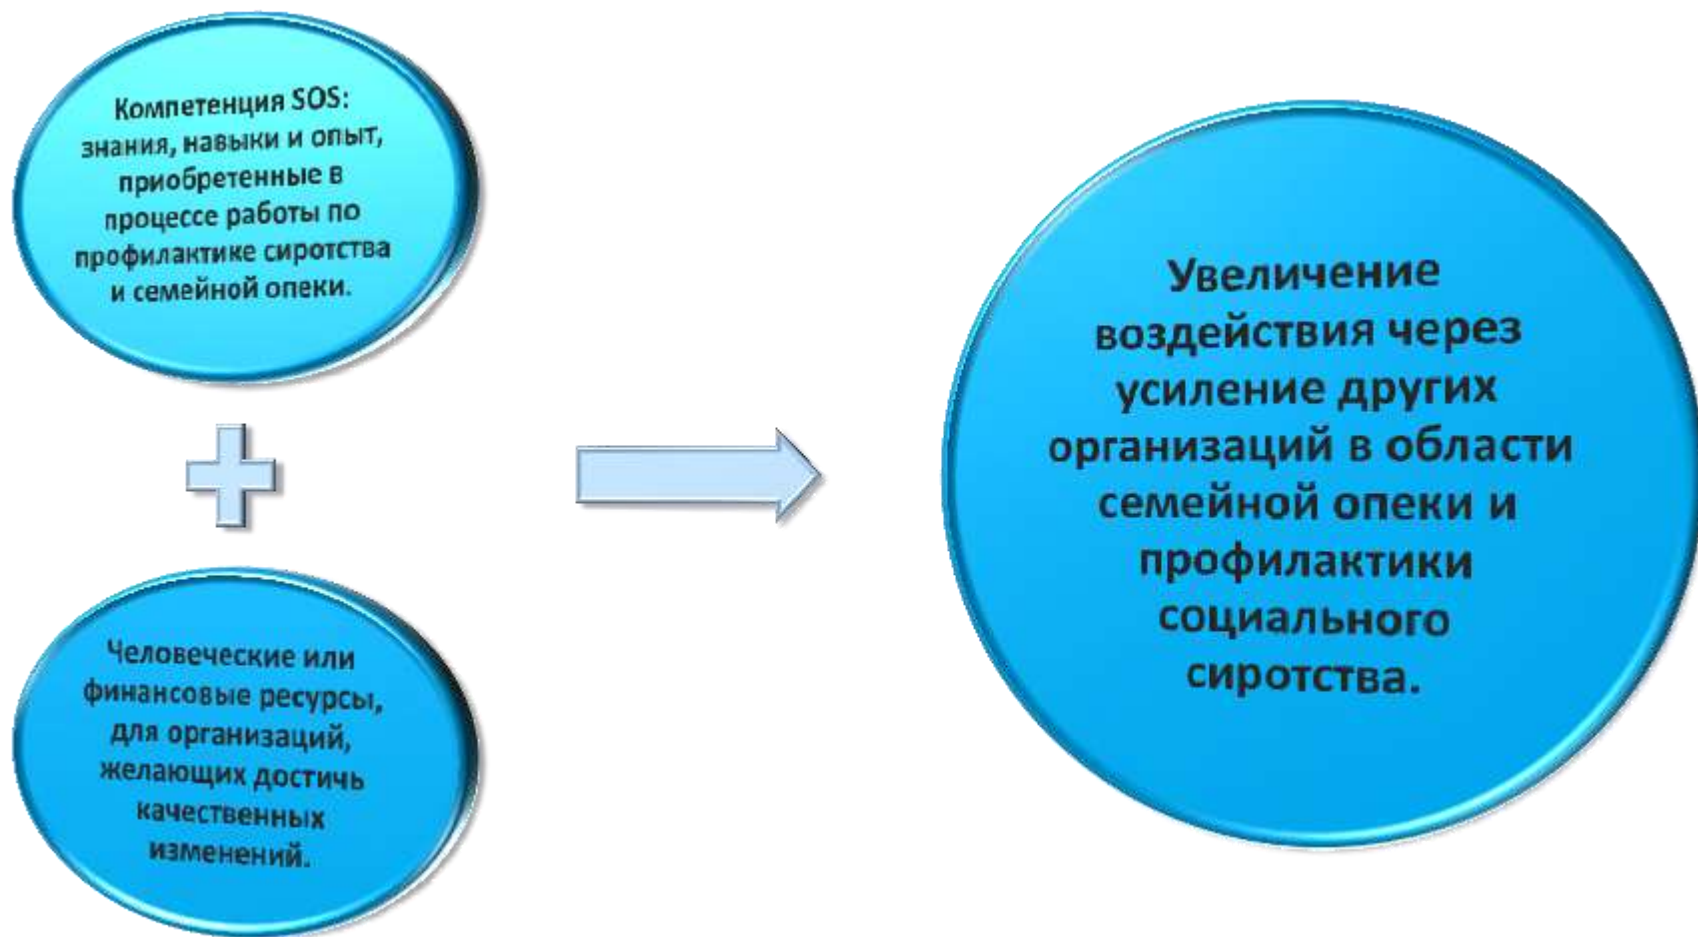 Компетенция SOS:
знания, навыки и опыт,
приобретенные в
процессе работы по
профилактике сиротства
и семейной опеки.
Человеческие или
финансовые ресурсы,
для организаций,
желающих достичь
качественных
изменений.
Увеличение
воздействия через
усиление других
организаций в области
семейной опеки и
профилактики
социального
сиротства.